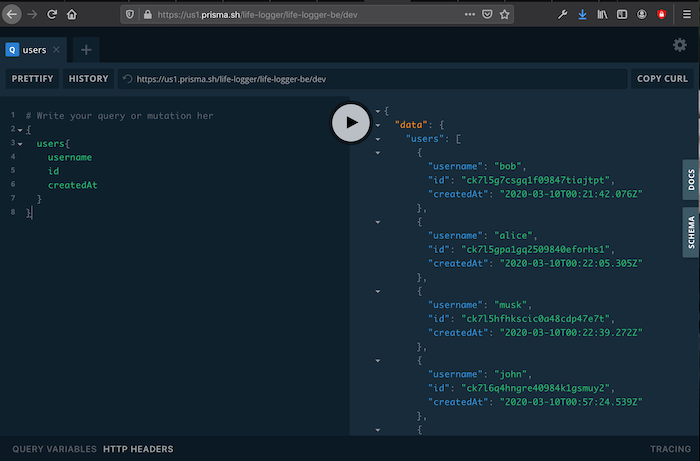 https://us1.prisma.sh/life-logger/life-logger-be/dev
Q users
PRETTIFY HISTORY https://us1.prisma.sh/life-logger/life-logger-be/dev COPY CURL
1 # Write your query or mutation her
2 {
3 users{
4 username
5 id
6 createdAt
7 }
8 }
{
"data": {
"users": [
{
"username": "bob",
"id": "ck7l5g7csgq1f09847tiajtpt",
"createdAt": "2020-03-10T00:21:42.076Z"
},
{
"username": "alice",
"id": "ck7l5gpa1gq2509840eforhs1",
"createdAt": "2020-03-10T00:22:05.305Z"
},
{
"username": "musk",
"id": "ck7l5hfhkscic0a48cdp47e7t",
"createdAt": "2020-03-10T00:22:39.272Z"
},
{
"username": "john",
"id": "ck7l6q4hngre40984k1gsmuy2",
"createdAt": "2020-03-10T00:57:24.539Z"
},
{
DOCS
SCHEMA
QUERY VARIABLES HTTP HEADERS TRACING